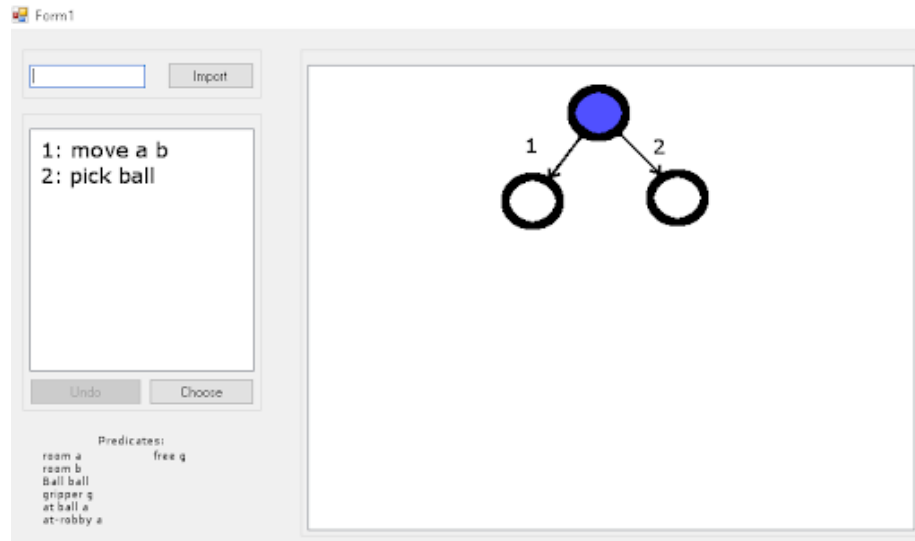 Form1
Import
1: move a b
2: pick ball
Undo
Choose
Predicates:
room a
free g
room b
Ball ball
gripper g
at ball a
at-robby a
1
2